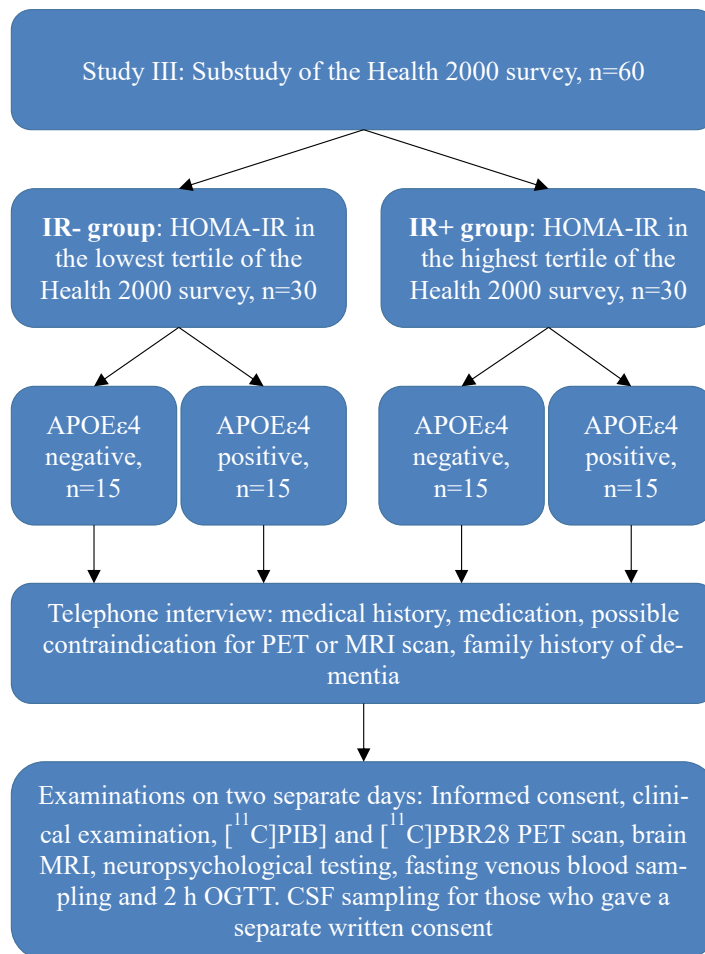 Study III: Substudy of the Health 2000 survey, n=60
IR- group: HOMA-IR in
the lowest tertile of the
Health 2000 survey, n=30
IR+ group: HOMA-IR in
the highest tertile of the
Health 2000 survey, n=30
APOEε4
negative,
n=15
APOEε4
positive,
n=15
APOEε4
negative,
n=15
APOEε4
positive,
n=15
Telephone interview: medical history, medication, possible
contraindication for PET or MRI scan, family history of de-
mentia
Examinations on two separate days: Informed consent, clini-
cal examination, [¹¹C]PIB] and [¹¹C]PBR28 PET scan, brain
MRI, neuropsychological testing, fasting venous blood sam-
pling and 2 h OGTT. CSF sampling for those who gave a
separate written consent